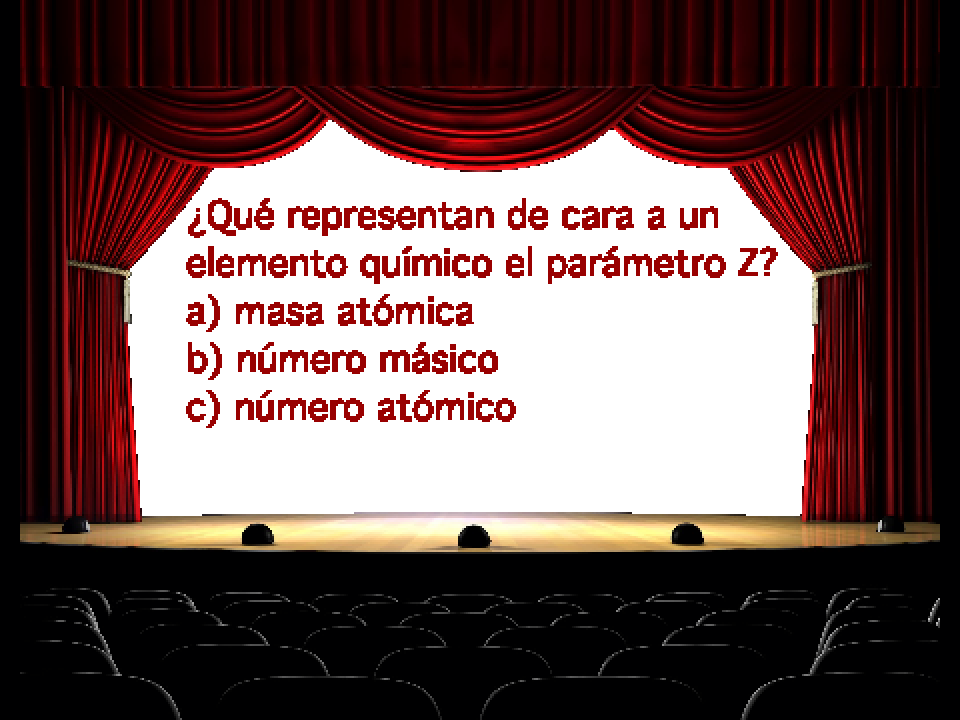 ¿Qué representan de cara a un
elemento químico el parámetro Z?
a) masa atómica
b) número másico
c) número atómico